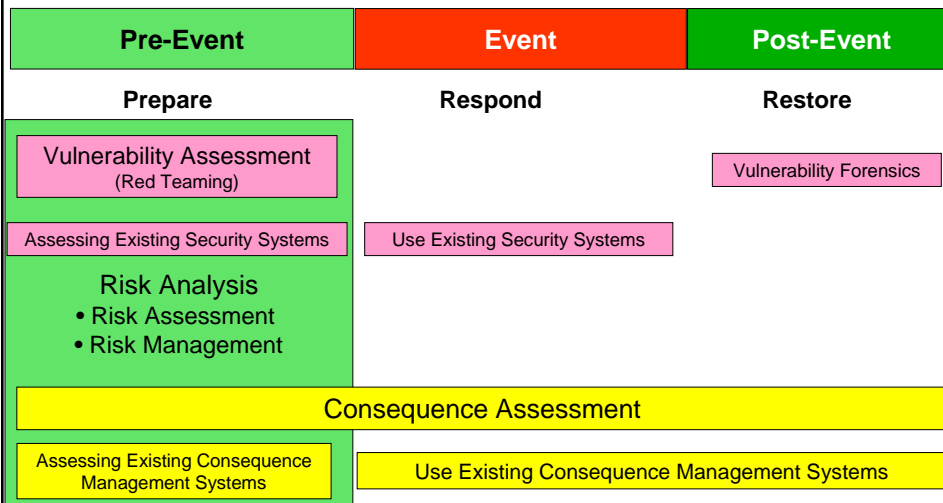 Pre-Event
Event
Post-Event
Prepare
Respond
Restore
Vulnerability Assessment
(Red Teaming)
Vulnerability Forensics
Assessing Existing Security Systems
Use Existing Security Systems
Risk Analysis
• Risk Assessment
• Risk Management
Consequence Assessment
Assessing Existing Consequence
Management Systems
Use Existing Consequence Management Systems